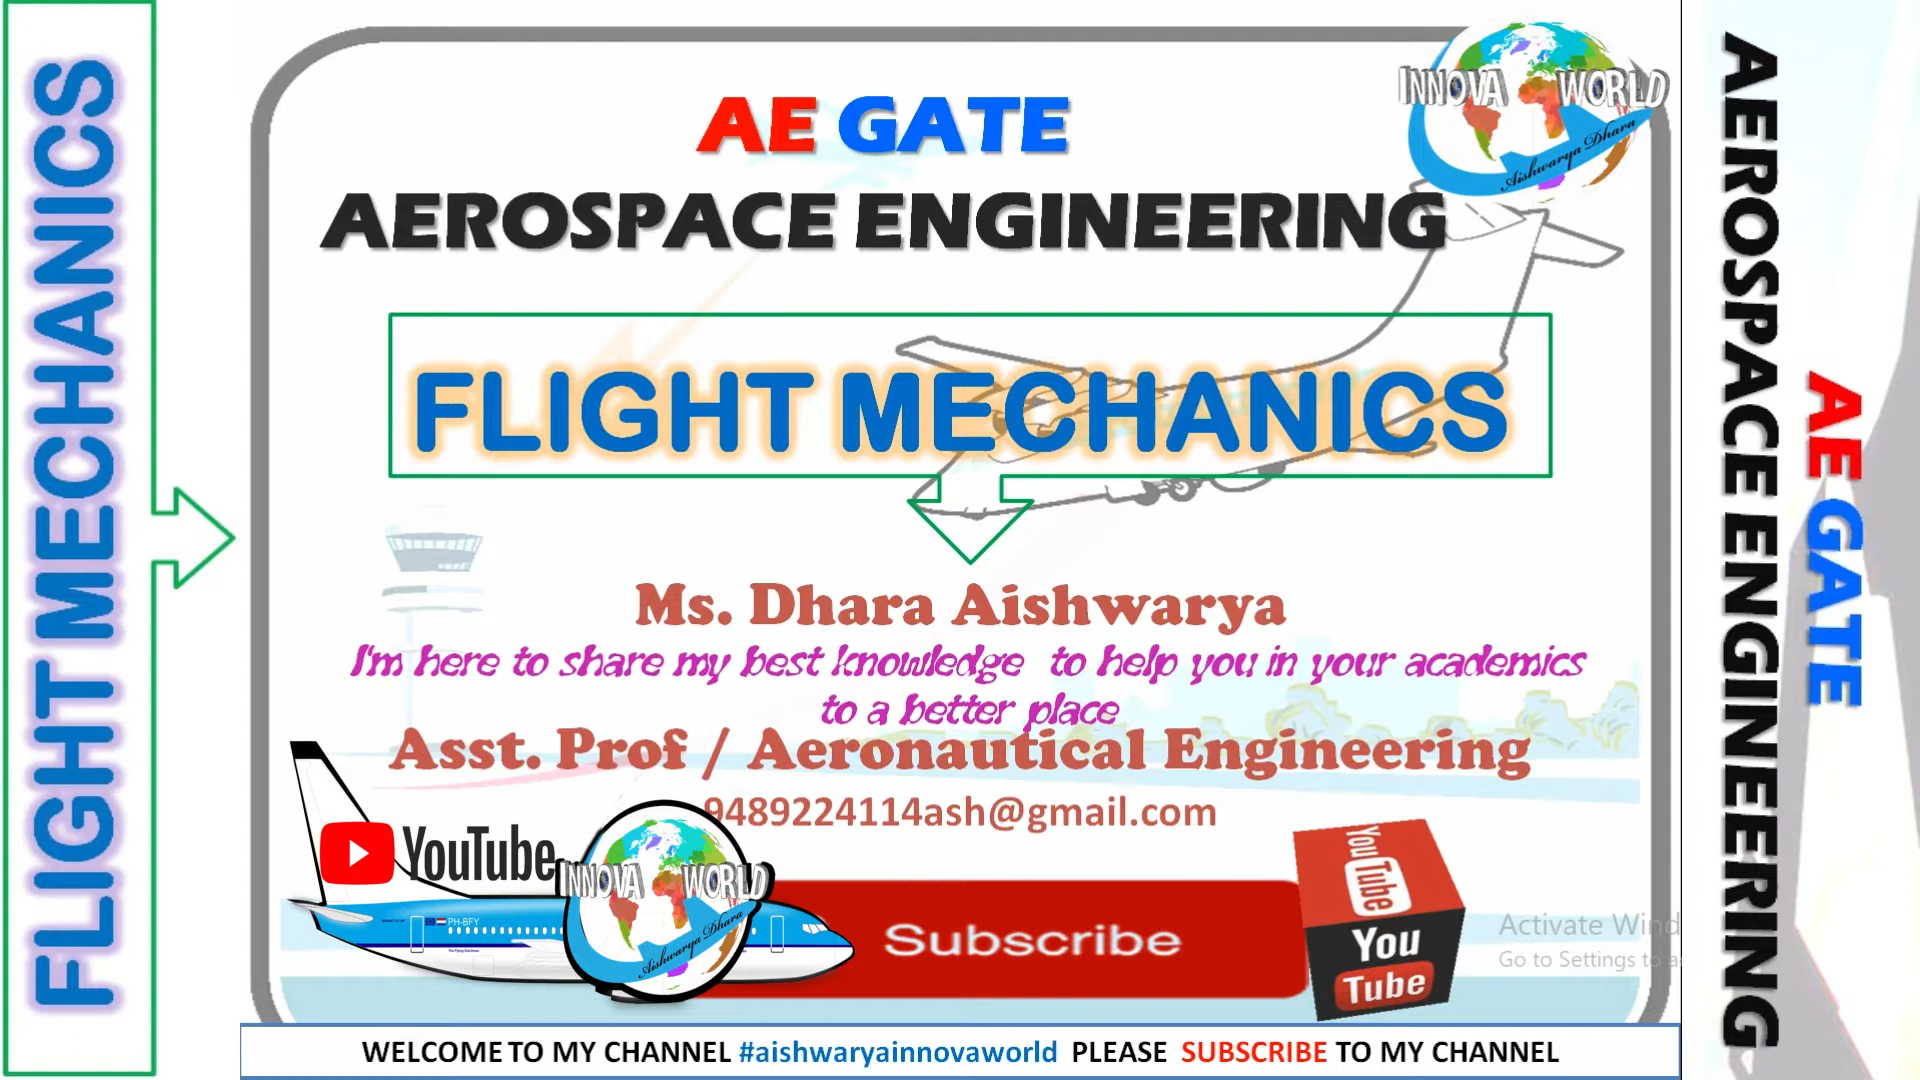 FLIGHT MECHANICS
AE GATE
AEROSPACE ENGINEERING
INNOVA WORLD
Aishwarya Dhara
FLIGHT MECHANICS
Ms. Dhara Aishwarya
I'm here to share my best knowledge to help you in your academics
to a better place
Asst. Prof / Aeronautical Engineering
9489224114ash@gmail.com
YouTube
INNOVA WORLD
Aishwarya Dhara
PH-BFY
Subscribe
YouTube
You
Tube
Activate Wind
Go to Settings to a
WELCOME TO MY CHANNEL #aishwaryainnovaworld PLEASE SUBSCRIBE TO MY CHANNEL
AE GATE
AEROSPACE ENGINEERING